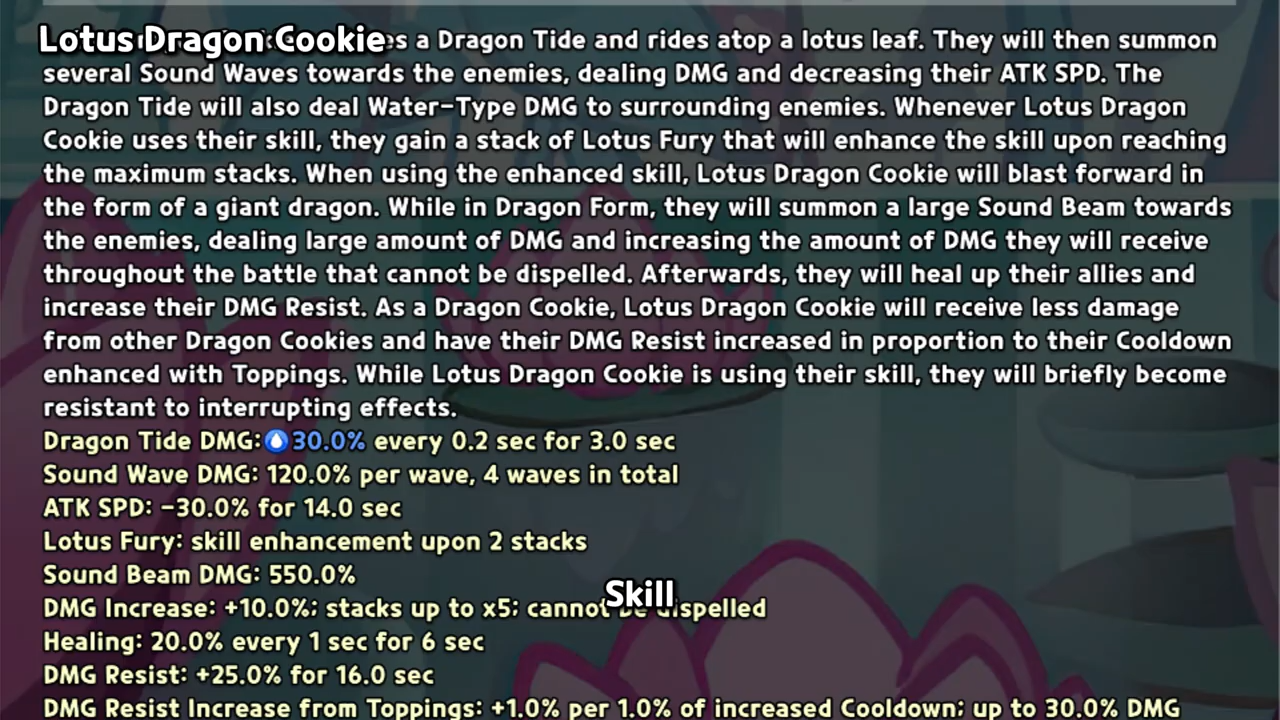 Lotus Dragon Cookie
es a Dragon Tide and rides atop a lotus leaf. They will then summon
several Sound Waves towards the enemies, dealing DMG and decreasing their ATK SPD. The
Dragon Tide will also deal Water-Type DMG to surrounding enemies. Whenever Lotus Dragon
Cookie uses their skill, they gain a stack of Lotus Fury that will enhance the skill upon reaching
the maximum stacks. When using the enhanced skill, Lotus Dragon Cookie will blast forward in
the form of a giant dragon. While in Dragon Form, they will summon a large Sound Beam towards
the enemies, dealing large amount of DMG and increasing the amount of DMG they will receive
throughout the battle that cannot be dispelled. Afterwards, they will heal up their allies and
increase their DMG Resist. As a Dragon Cookie, Lotus Dragon Cookie will receive less damage
from other Dragon Cookies and have their DMG Resist increased in proportion to their Cooldown
enhanced with Toppings. While Lotus Dragon Cookie is using their skill, they will briefly become
resistant to interrupting effects.
Dragon Tide DMG: 30.0% every 0.2 sec for 3.0 sec
Sound Wave DMG: 120.0% per wave, 4 waves in total
ATK SPD: -30.0% for 14.0 sec
Lotus Fury: skill enhancement upon 2 stacks
Sound Beam DMG: 550.0%
Skill
DMG Increase: +10.0%; stacks up to x5; cannot be dispelled
Healing: 20.0% every 1 sec for 6 sec
DMG Resist: +25.0% for 16.0 sec
DMG Resist Increase from Toppings: +1.0% per 1.0% of increased Cooldown; up to 30.0% DMG